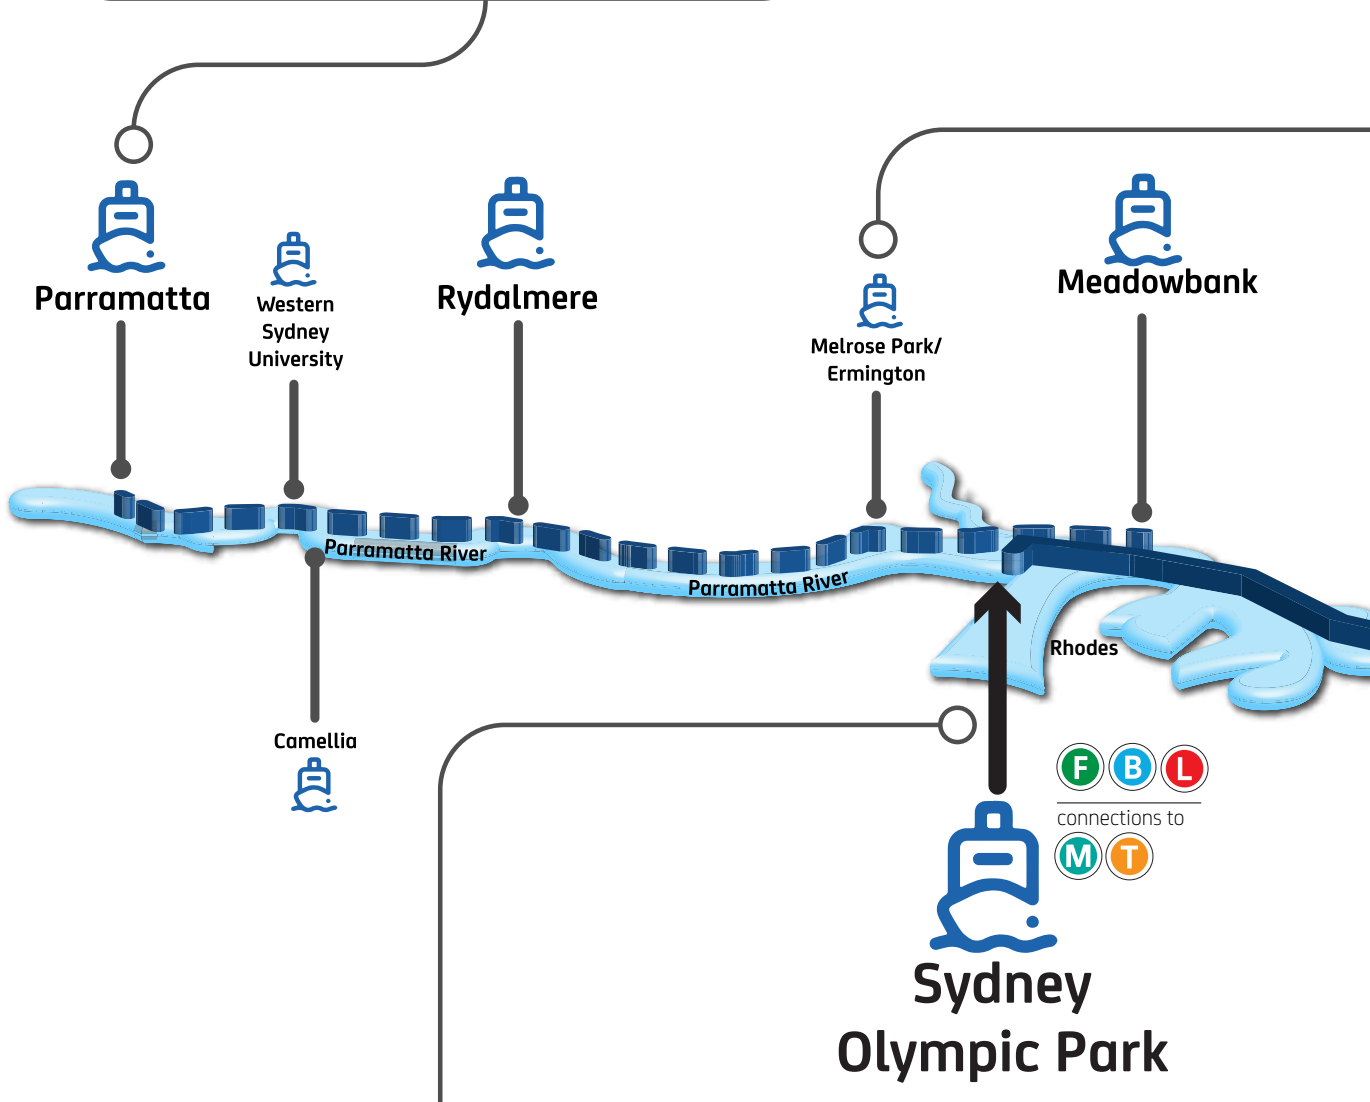 Parramatta
Western
Sydney
University
Rydalmere
Melrose Park/
Ermington
Meadowbank
Parramatta River
Parramatta River
Rhodes
Camellia
F B L
connections to
M T
Sydney
Olympic Park